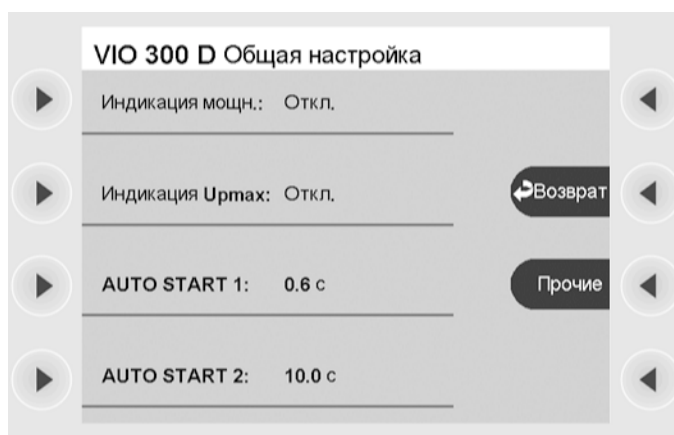 VIO 300 D Общая настройка
Индикация мощн.: Откл.
Индикация Upmax: Откл.
Возврат
AUTO START 1: 0.6 с
Прочие
AUTO START 2: 10.0 с